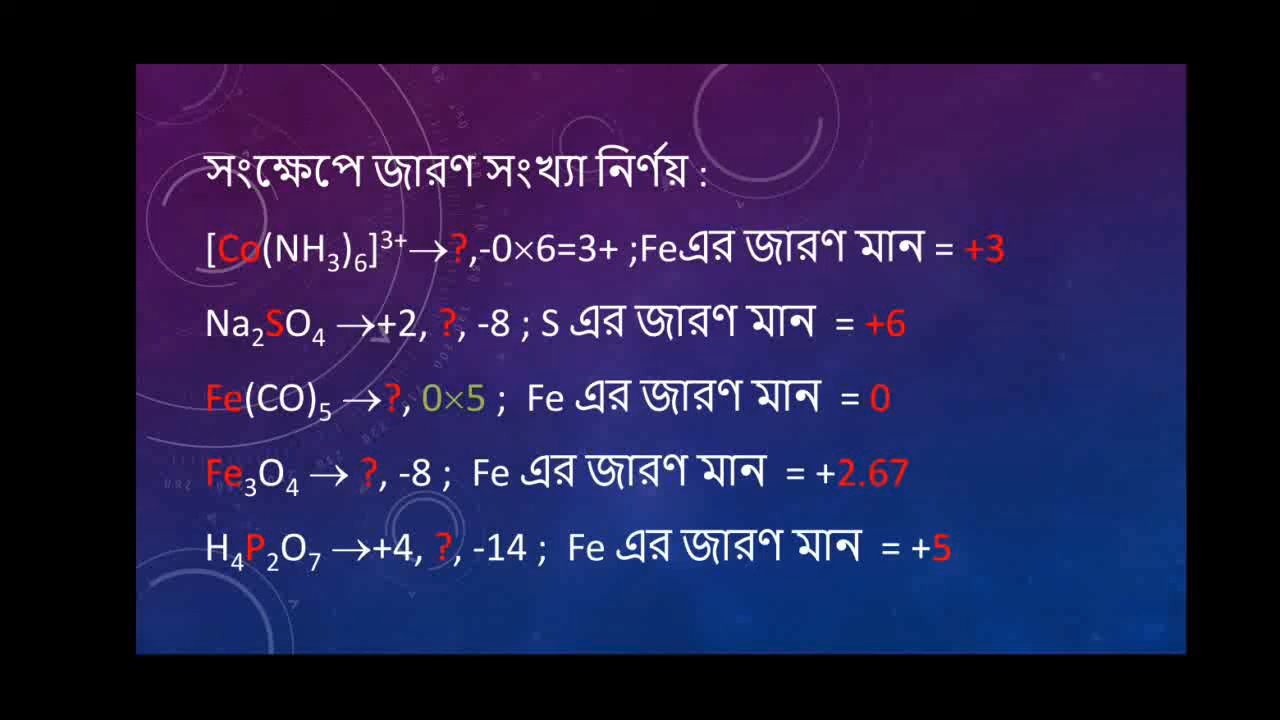 সংক্ষেপে জারণ সংখ্যা নির্ণয় :
[Co(NH₃)₆]³⁺→?,-0×6=3+ ;Feএর জারণ মান = +3
Na₂SO₄ →+2, ?, -8 ; S এর জারণ মান = +6
Fe(CO)₅ →?, 0×5 ; Fe এর জারণ মান = 0
Fe₃O₄ → ?, -8 ; Fe এর জারণ মান = +2.67
H₄P₂O₇ →+4, ?, -14 ; Fe এর জারণ মান = +5